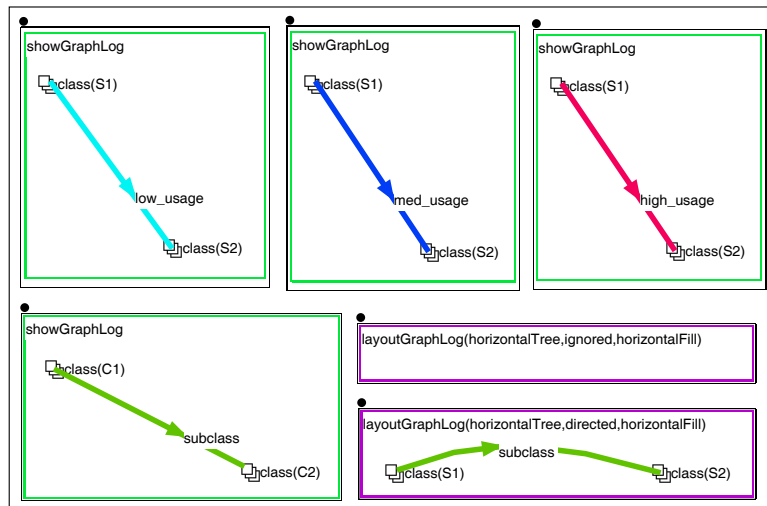 showGraphLog
class(S1)
low_usage
class(S2)
showGraphLog
class(S1)
med_usage
class(S2)
showGraphLog
class(S1)
high_usage
class(S2)
showGraphLog
class(C1)
subclass
class(C2)
layoutGraphLog(horizontalTree,ignored,horizontalFill)
layoutGraphLog(horizontalTree,directed,horizontalFill)
subclass
class(S1)
class(S2)